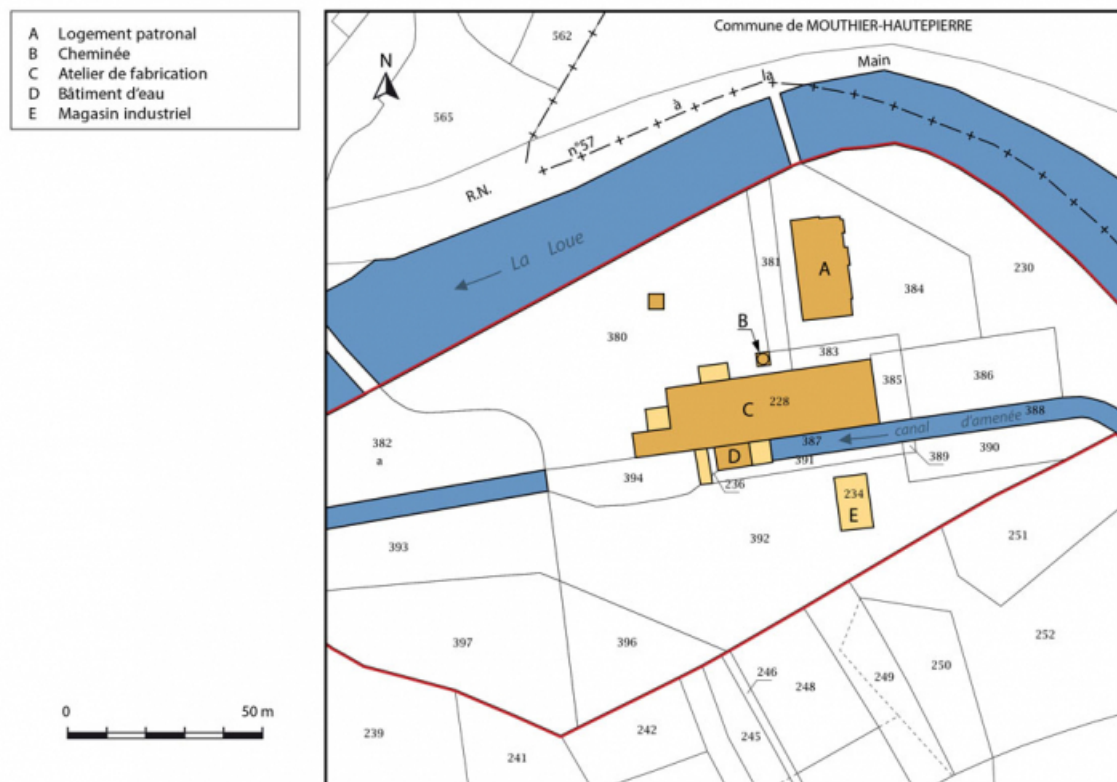 A Logement patronal
B Cheminée
C Atelier de fabrication
D Bâtiment d'eau
E Magasin industriel
Commune de MOUTHIER-HAUTEPIERRE
562
N
565
R.N. n°57 à la Main
La Loue
381
A
384
230
380
B
383
385
386
C
228
388
canal d'amenée
387
382
a
D
391
389
390
394
236
234
E
393
392
251
397
396
252
246
248
249
250
239
241
242
245
0 50 m